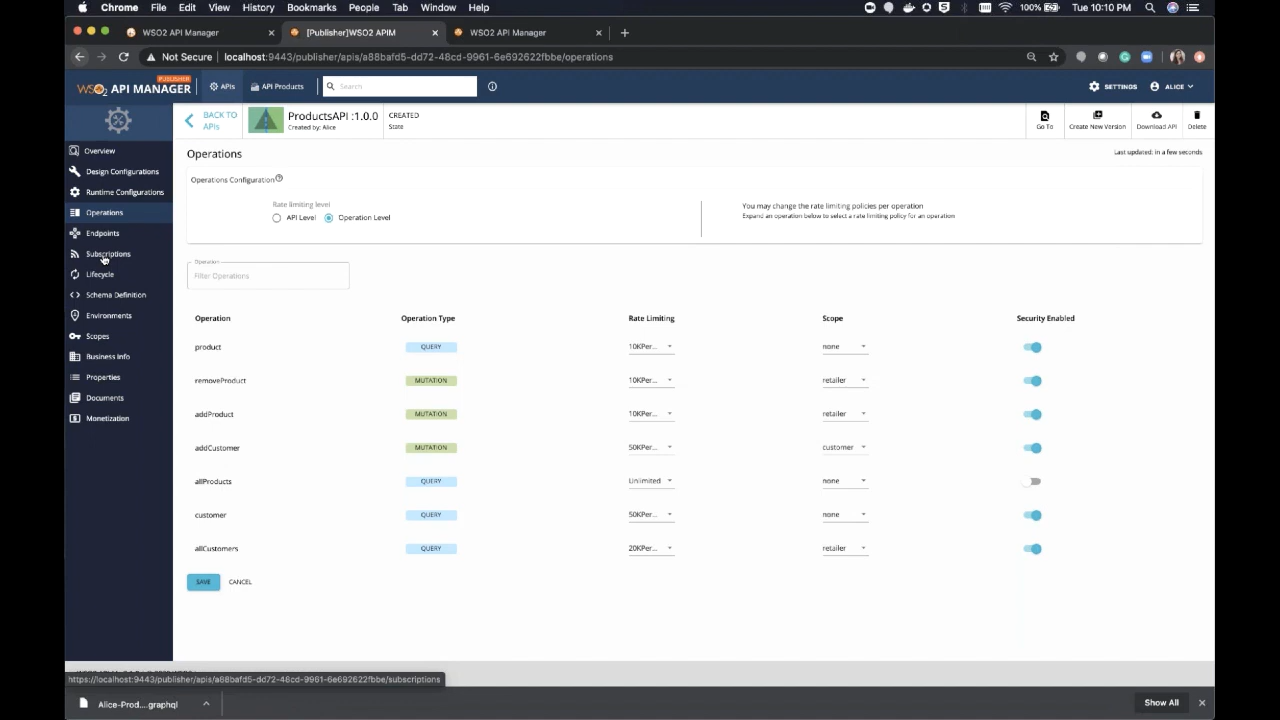 Chrome File Edit View History Bookmarks People Tab Window Help 100% Tue 10:10 PM
WSO2 API Manager × [Publisher]WSO2 APIM × WSO2 API Manager × +
Not Secure localhost:9443/publisher/apis/a88bafd5-dd72-48cd-9961-6e692622fbbe/operations
PUBLISHER
WSO2 API MANAGER APIs API Products Search SETTINGS ALICE
BACK TO
APIs
ProductsAPI :1.0.0
Created by: Alice
CREATED
State
Go To
Create New Version
Download API
Delete
Overview
Design Configurations
Runtime Configurations
Operations
Endpoints
Subscriptions
Lifecycle
Schema Definition
Environments
Scopes
Business Info
Properties
Documents
Monetization
Operations
Last updated: in a few seconds
Operations Configuration
Rate limiting level
API Level Operation Level
You may change the rate limiting policies per operation
Expand an operation below to select a rate limiting policy for an operation
Operation
Filter Operations
Operation Operation Type Rate Limiting Scope Security Enabled
product QUERY 10KPer... none
removeProduct MUTATION 10KPer... retailer
addProduct MUTATION 10KPer... retailer
addCustomer MUTATION 50KPer... customer
allProducts QUERY Unlimited none
customer QUERY 50KPer... none
allCustomers QUERY 20KPer... retailer
SAVE CANCEL
https://localhost:9443/publisher/apis/a88bafd5-dd72-48cd-9961-6e692622fbbe/subscriptions
Alice-Prod....graphql
Show All